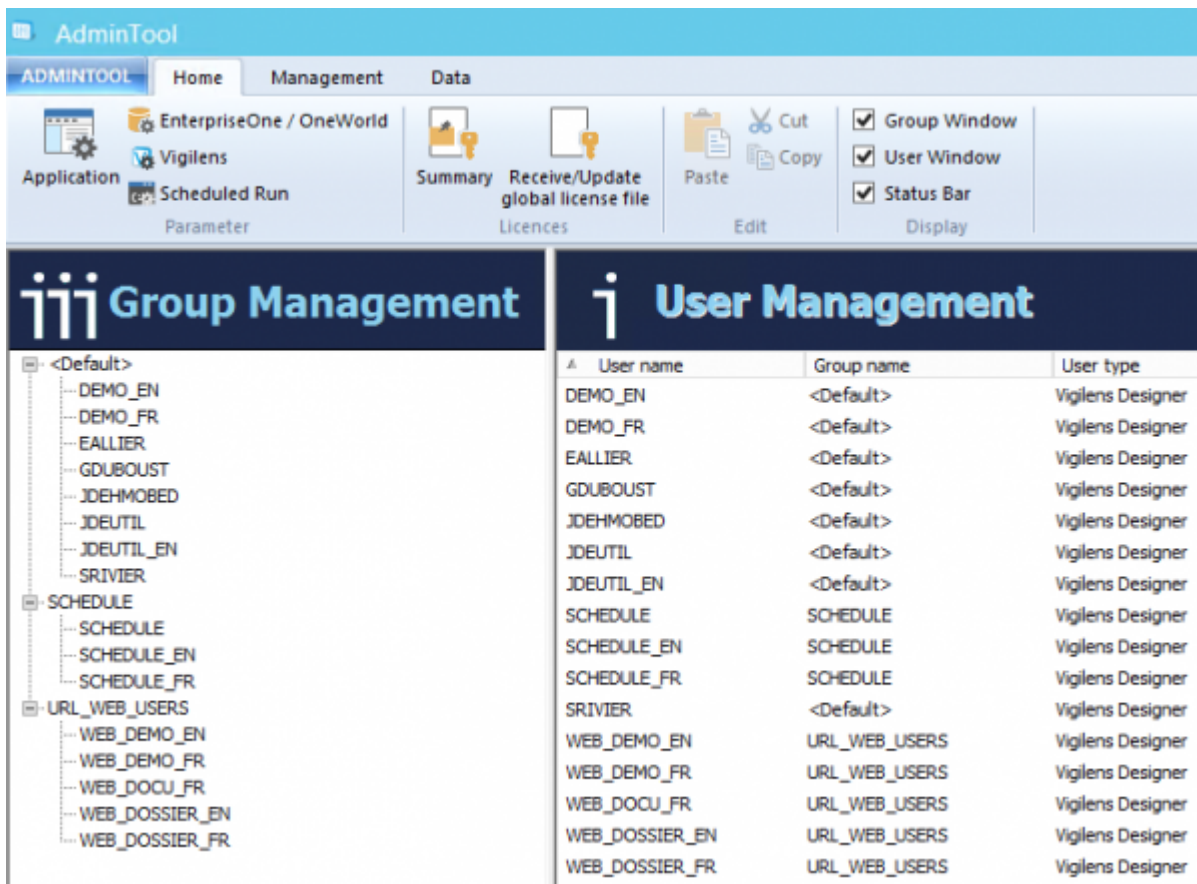 AdminTool
ADMINTOOL Home Management Data
Application
EnterpriseOne / OneWorld
Vigilens
Scheduled Run
Parameter
Summary
Receive/Update
global license file
Licences
Paste
Cut
Copy
Edit
Group Window
User Window
Status Bar
Display
Group Management
<Default>
DEMO_EN
DEMO_FR
EALLIER
GDUBOUST
JDEHMOBED
JDEUTIL
JDEUTIL_EN
SRIVIER
SCHEDULE
SCHEDULE
SCHEDULE_EN
SCHEDULE_FR
URL_WEB_USERS
WEB_DEMO_EN
WEB_DEMO_FR
WEB_DOCU_FR
WEB_DOSSIER_EN
WEB_DOSSIER_FR
User Management
User name Group name User type
DEMO_EN <Default> Vigilens Designer
DEMO_FR <Default> Vigilens Designer
EALLIER <Default> Vigilens Designer
GDUBOUST <Default> Vigilens Designer
JDEHMOBED <Default> Vigilens Designer
JDEUTIL <Default> Vigilens Designer
JDEUTIL_EN <Default> Vigilens Designer
SCHEDULE SCHEDULE Vigilens Designer
SCHEDULE_EN SCHEDULE Vigilens Designer
SCHEDULE_FR SCHEDULE Vigilens Designer
SRIVIER <Default> Vigilens Designer
WEB_DEMO_EN URL_WEB_USERS Vigilens Designer
WEB_DEMO_FR URL_WEB_USERS Vigilens Designer
WEB_DOCU_FR URL_WEB_USERS Vigilens Designer
WEB_DOSSIER_EN URL_WEB_USERS Vigilens Designer
WEB_DOSSIER_FR URL_WEB_USERS Vigilens Designer